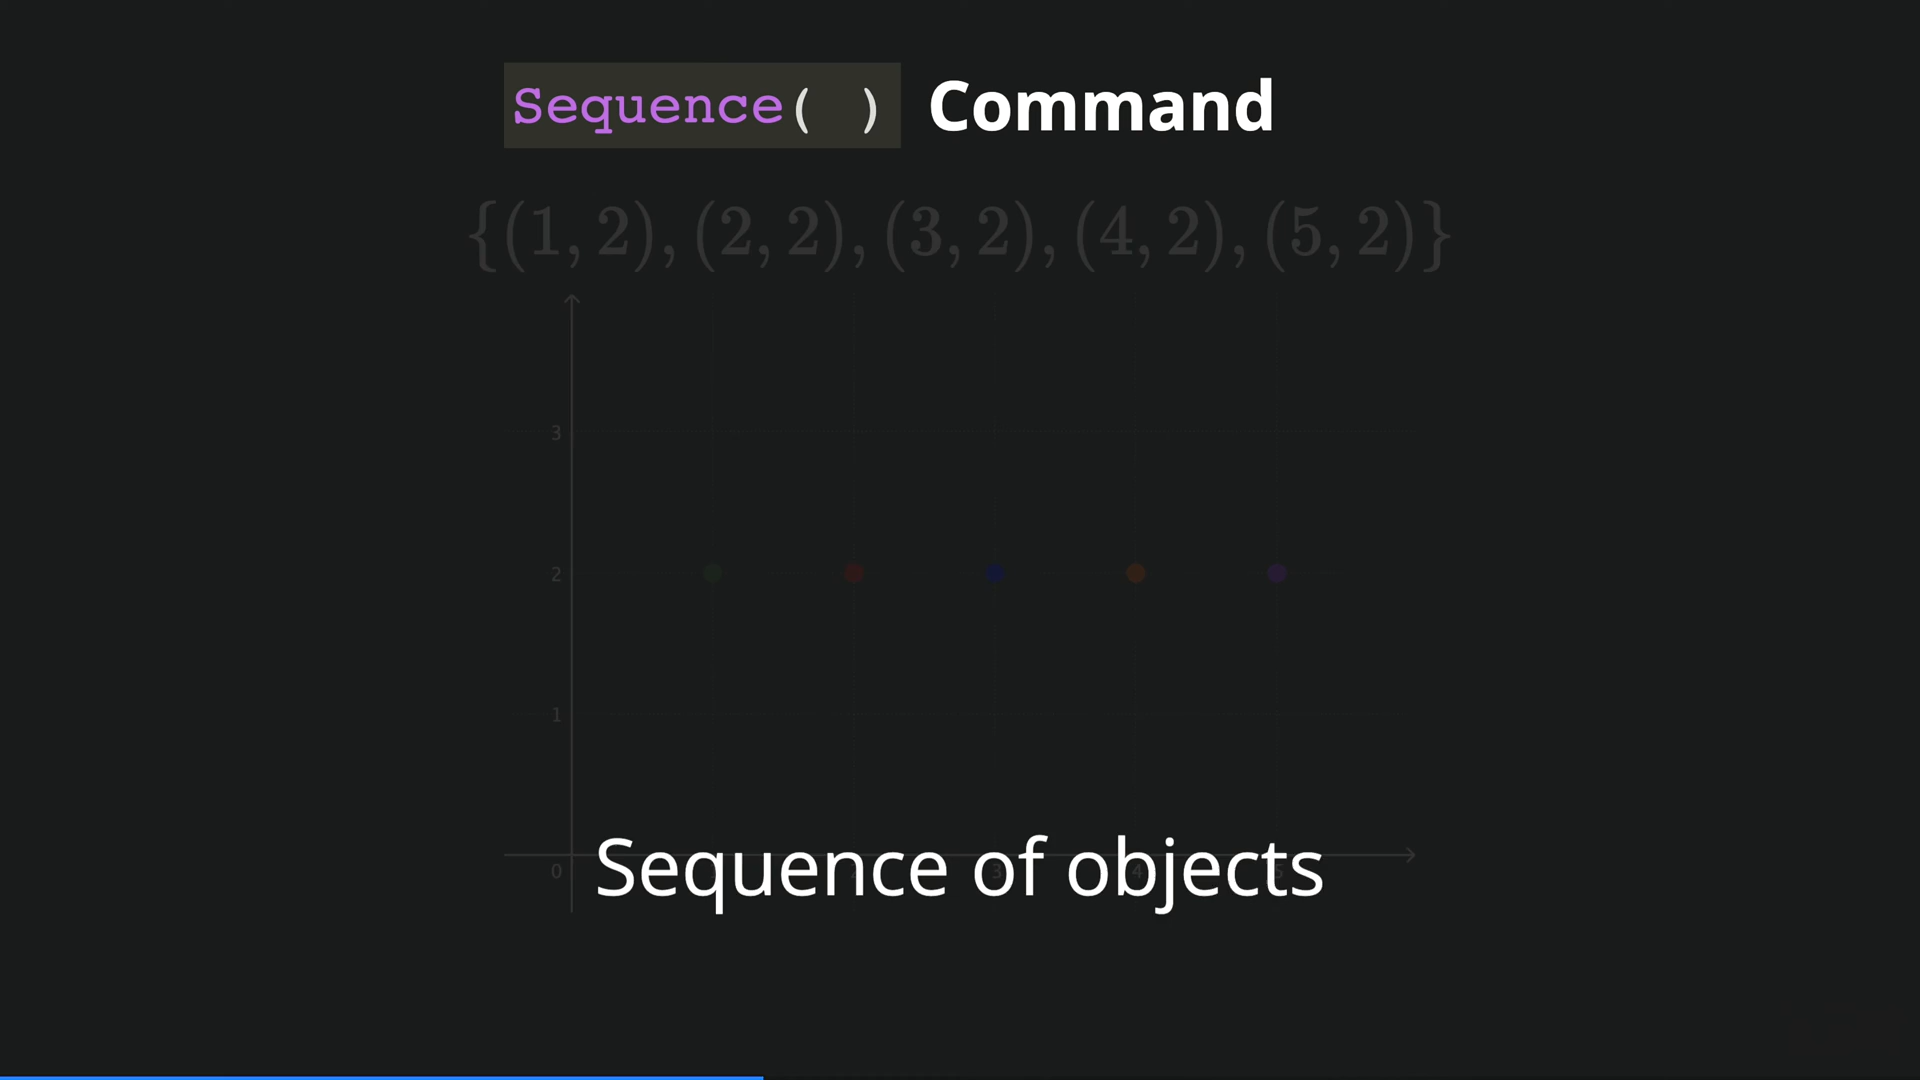 Sequence( ) Command
{(1, 2), (2, 2), (3, 2), (4, 2), (5, 2)}
3
2
1
0
Sequence of objects